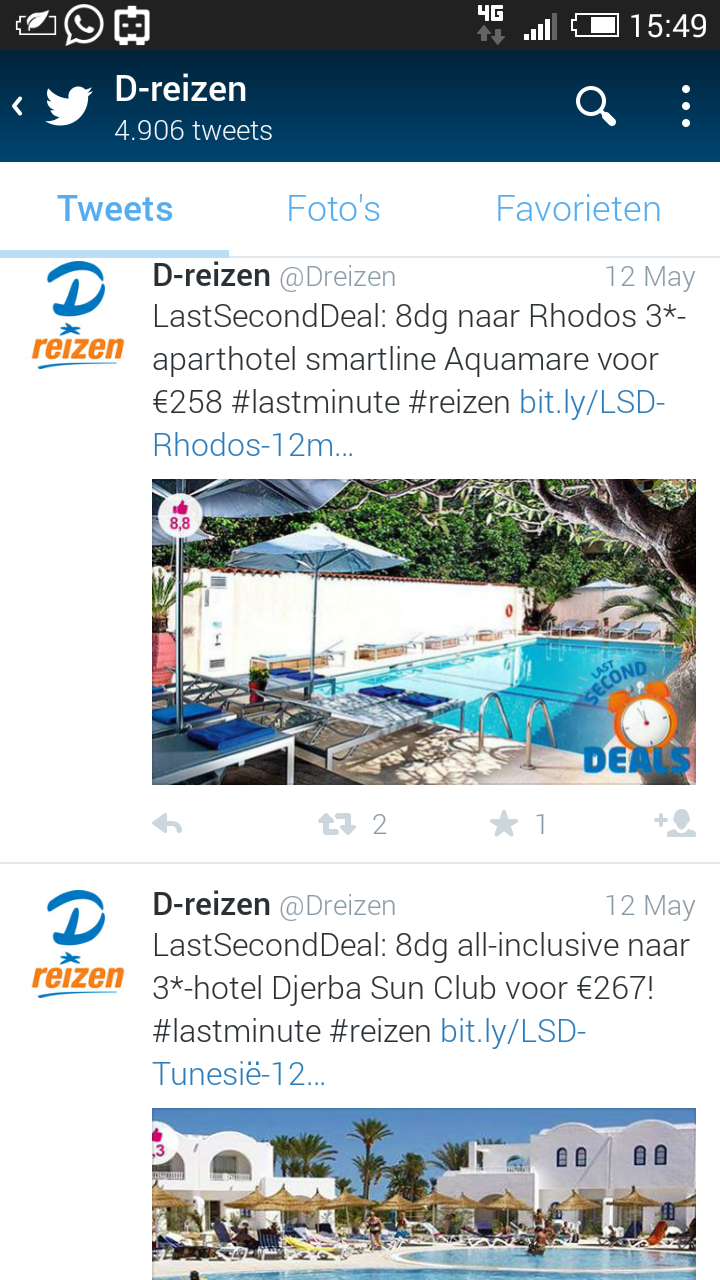 4G
15:49
D-reizen
4.906 tweets
Tweets
Foto's
Favorieten
D
reizen
D-reizen @Dreizen 12 May
LastSecondDeal: 8dg naar Rhodos 3*-
aparthotel smartline Aquamare voor
€258 #lastminute #reizen bit.ly/LSD-
Rhodos-12m…
8,8
LAST
SECOND
DEALS
2
1
D
reizen
D-reizen @Dreizen 12 May
LastSecondDeal: 8dg all-inclusive naar
3*-hotel Djerba Sun Club voor €267!
#lastminute #reizen bit.ly/LSD-
Tunesië-12…
,3